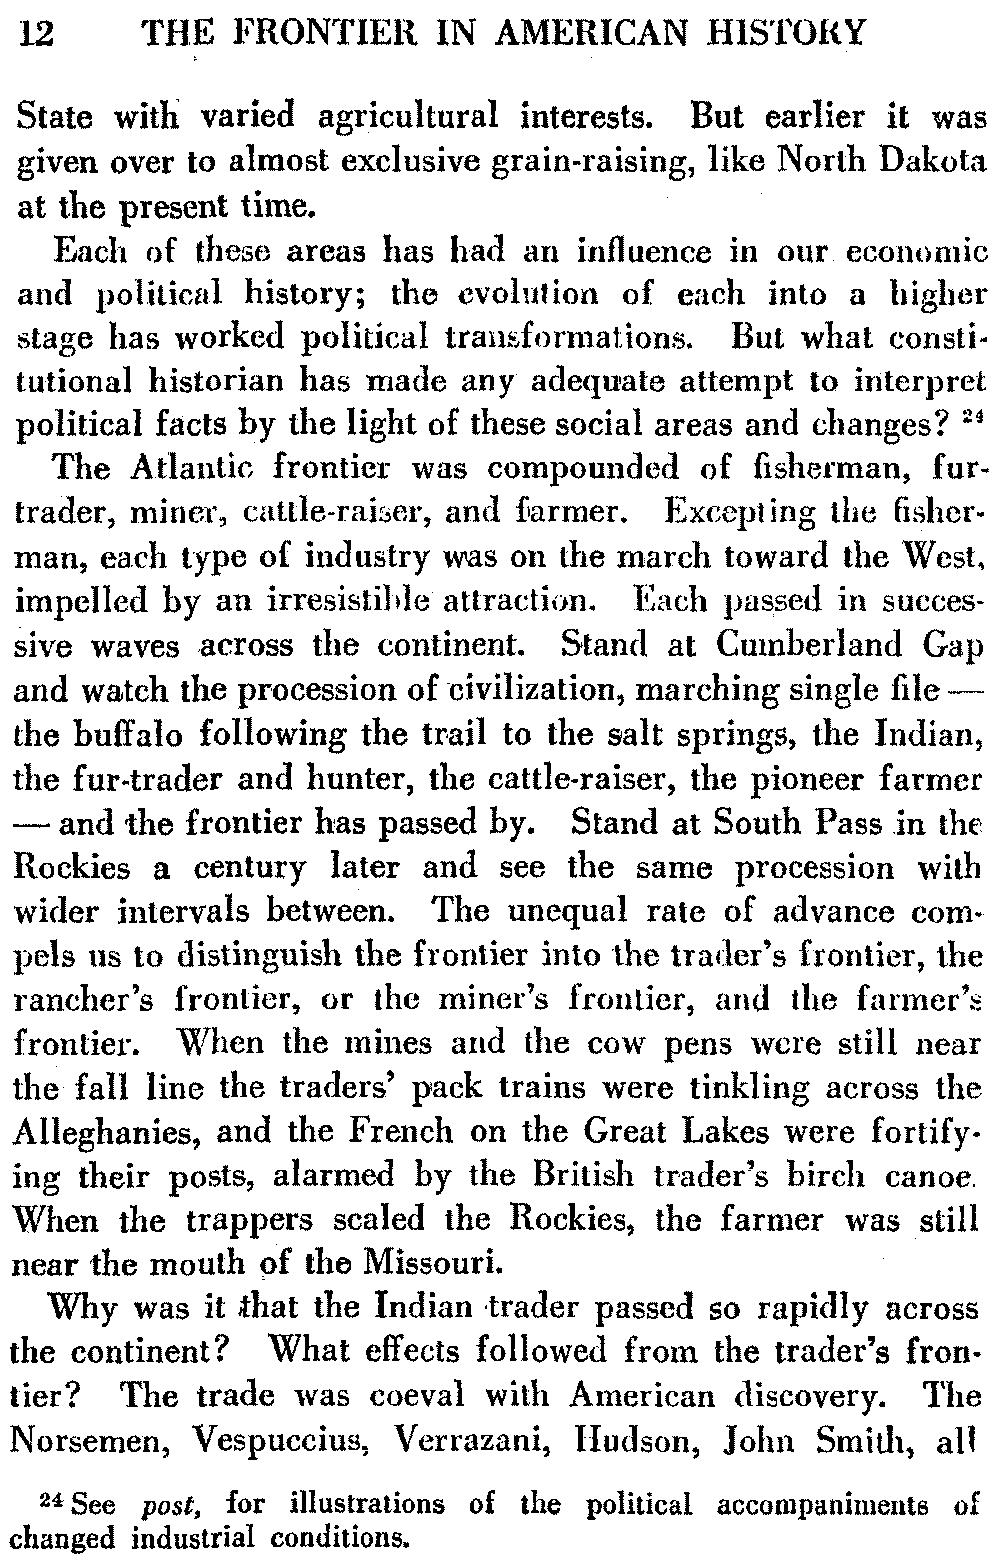 12 THE FRONTIER IN AMERICAN HISTORY
State with varied agricultural interests. But earlier it was
given over to almost exclusive grain-raising, like North Dakota
at the present time.
Each of these areas has had an influence in our economic
and political history; the evolution of each into a higher
stage has worked political transformations. But what consti-
tutional historian has made any adequate attempt to interpret
political facts by the light of these social areas and changes? 24
The Atlantic frontier was compounded of fisherman, fur-
trader, miner, cattle-raiser, and farmer. Excepting the fisher-
man, each type of industry was on the march toward the West,
impelled by an irresistible attraction. Each passed in succes-
sive waves across the continent. Stand at Cumberland Gap
and watch the procession of civilization, marching single file —
the buffalo following the trail to the salt springs, the Indian,
the fur-trader and hunter, the cattle-raiser, the pioneer farmer
— and the frontier has passed by. Stand at South Pass in the
Rockies a century later and see the same procession with
wider intervals between. The unequal rate of advance com-
pels us to distinguish the frontier into the trader's frontier, the
rancher's frontier, or the miner's frontier, and the farmer's
frontier. When the mines and the cow pens were still near
the fall line the traders' pack trains were tinkling across the
Alleghanies, and the French on the Great Lakes were fortify-
ing their posts, alarmed by the British trader's birch canoe.
When the trappers scaled the Rockies, the farmer was still
near the mouth of the Missouri.
Why was it that the Indian trader passed so rapidly across
the continent? What effects followed from the trader's fron-
tier? The trade was coeval with American discovery. The
Norsemen, Vespuccius, Verrazani, Hudson, John Smith, all
24 See post, for illustrations of the political accompaniments of
changed industrial conditions.